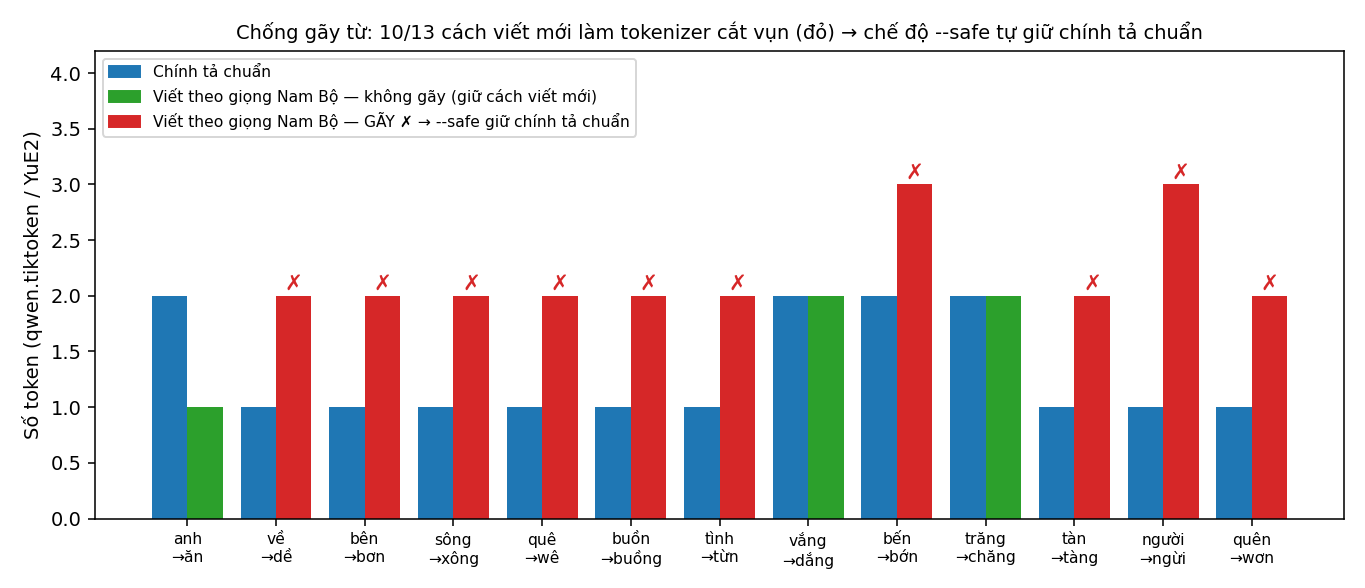 Chống gãy từ: 10/13 cách viết mới làm tokenizer cắt vụn (đỏ) → chế độ --safe tự giữ chính tả chuẩn
Chính tả chuẩn
Viết theo giọng Nam Bộ — không gãy (giữ cách viết mới)
Viết theo giọng Nam Bộ — GÃY ✗ → --safe giữ chính tả chuẩn
Số token (qwen.tiktoken / YuE2)
4.0
3.5
3.0
2.5
2.0
1.5
1.0
0.5
0.0
✗ ✗ ✗ ✗ ✗ ✗ ✗ ✗ ✗ ✗
anh về bên sông quê buồn tình vắng bến trăng tàn người quên
→ăn →dề →bơn →xông →wê →buồng →từn →dắng →bớn →chăng →tàng →ngừi →wơn